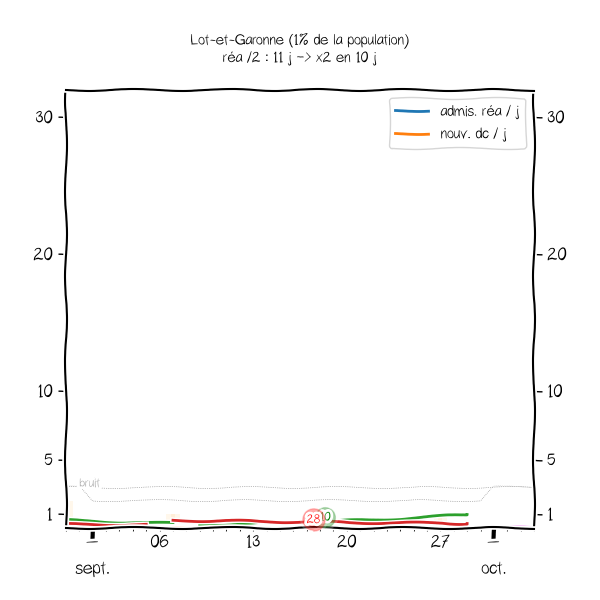 Lot-et-Garonne (1% de la population)
réa /2 : 11 j -> x2 en 10 j
admis. réa / j
nouv. dc / j
30 30
20 20
10 10
5 5
bruit
1 28 1
06 13 20 27
sept. oct.